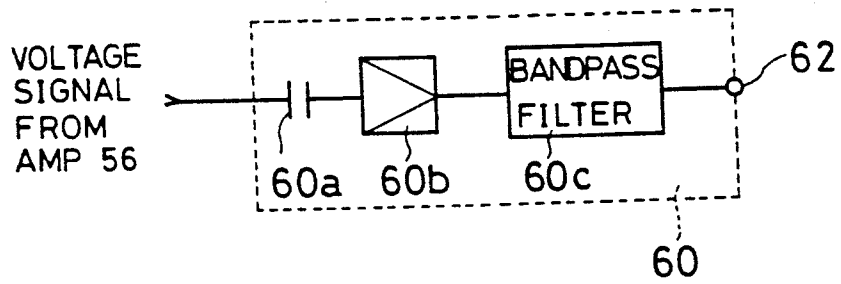 VOLTAGE
SIGNAL
FROM
AMP 56
60a
60b
BANDPASS
FILTER
60c
62
60